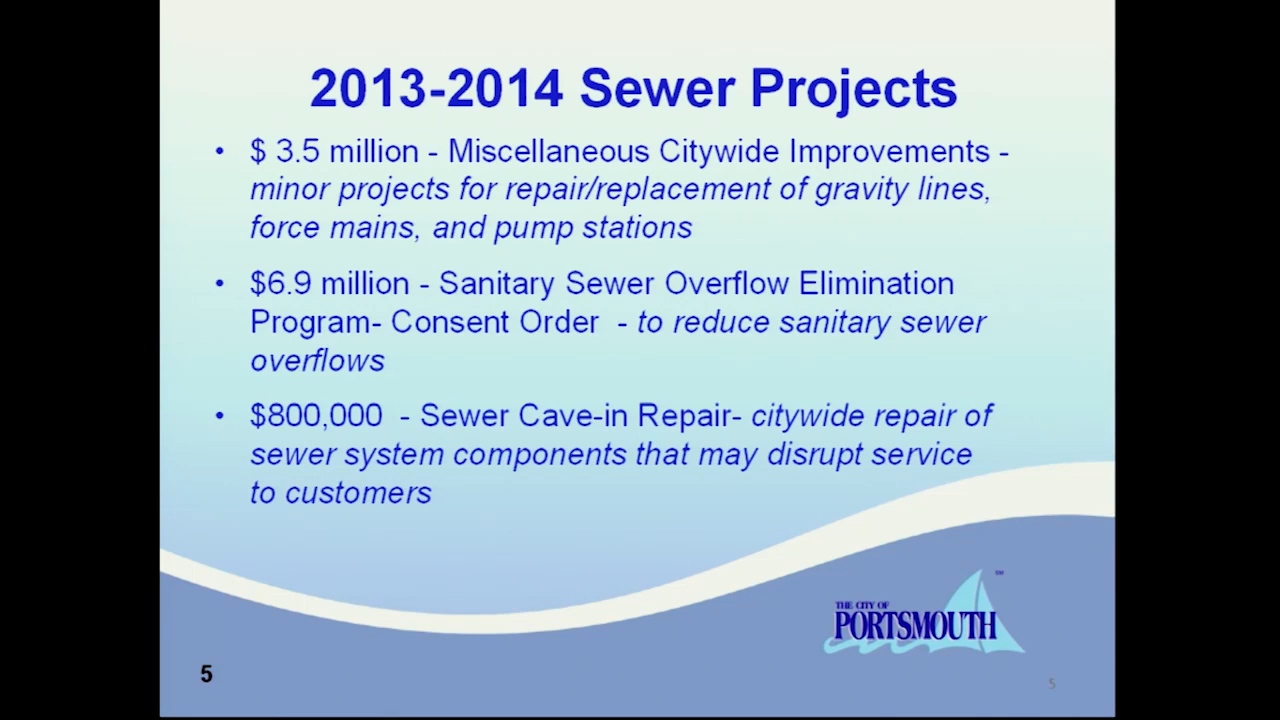 2013-2014 Sewer Projects
• $ 3.5 million - Miscellaneous Citywide Improvements -
minor projects for repair/replacement of gravity lines,
force mains, and pump stations
• $6.9 million - Sanitary Sewer Overflow Elimination
Program- Consent Order - to reduce sanitary sewer
overflows
• $800,000 - Sewer Cave-in Repair- citywide repair of
sewer system components that may disrupt service
to customers
THE CITY OF
PORTSMOUTH
℠
5
5